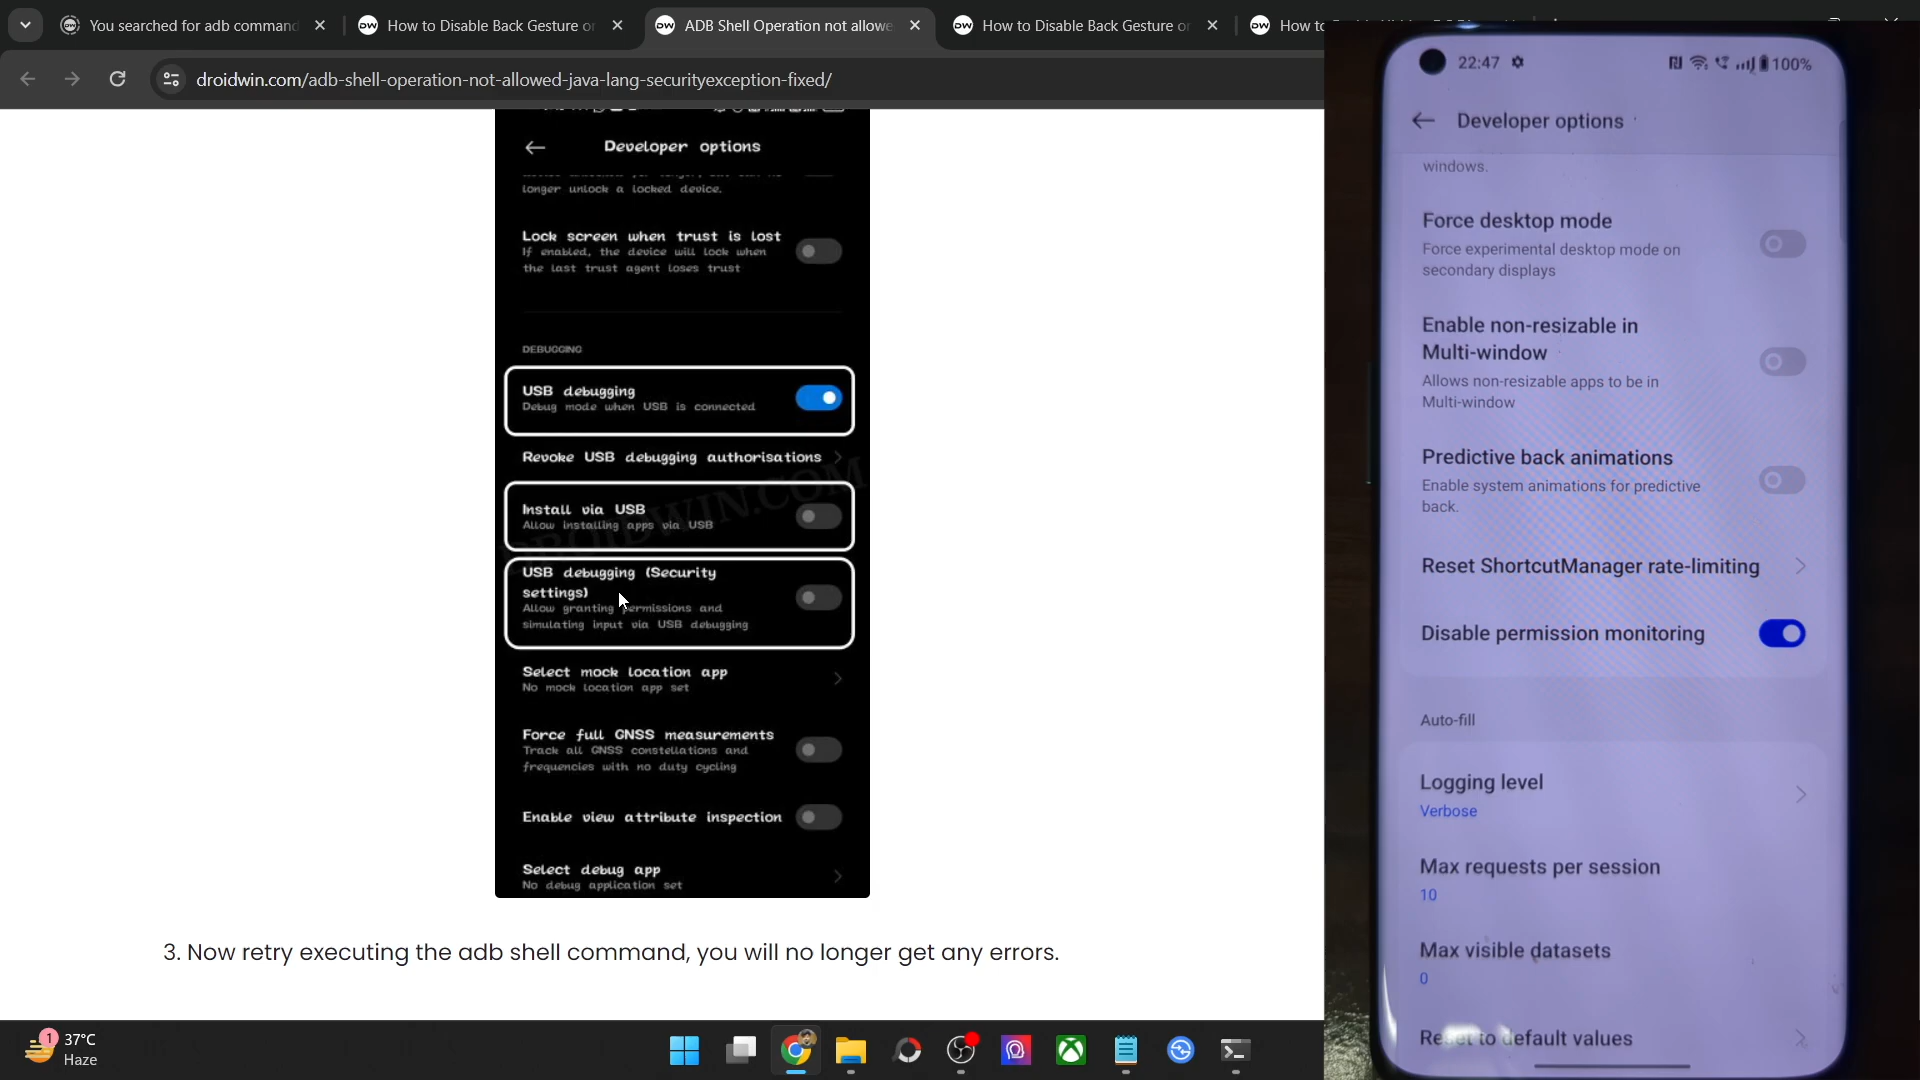 You searched for adb command
How to Disable Back Gesture or
ADB Shell Operation not allowe
How to Disable Back Gesture or
How to
droidwin.com/adb-shell-operation-not-allowed-java-lang-securityexception-fixed/
Developer options
longer unlock a locked device.
Lock screen when trust is lost
If enabled, the device will lock when
the last trust agent loses trust
DEBUGGING
USB debugging
Debug mode when USB is connected
Revoke USB debugging authorisations
Install via USB
Allow installing apps via USB
USB debugging (Security
settings)
Allow granting permissions and
simulating input via USB debugging
Select mock location app
No mock location app set
Force full GNSS measurements
Track all GNSS constellations and
frequencies with no duty cycling
Enable view attribute inspection
Select debug app
No debug application set
DROIDWIN.COM
3. Now retry executing the adb shell command, you will no longer get any errors.
22:47
100%
Developer options
windows.
Force desktop mode
Force experimental desktop mode on
secondary displays
Enable non-resizable in
Multi-window
Allows non-resizable apps to be in
Multi-window
Predictive back animations
Enable system animations for predictive
back.
Reset ShortcutManager rate-limiting
Disable permission monitoring
Auto-fill
Logging level
Verbose
Max requests per session
10
Max visible datasets
0
Reset to default values
1
37°C
Haze